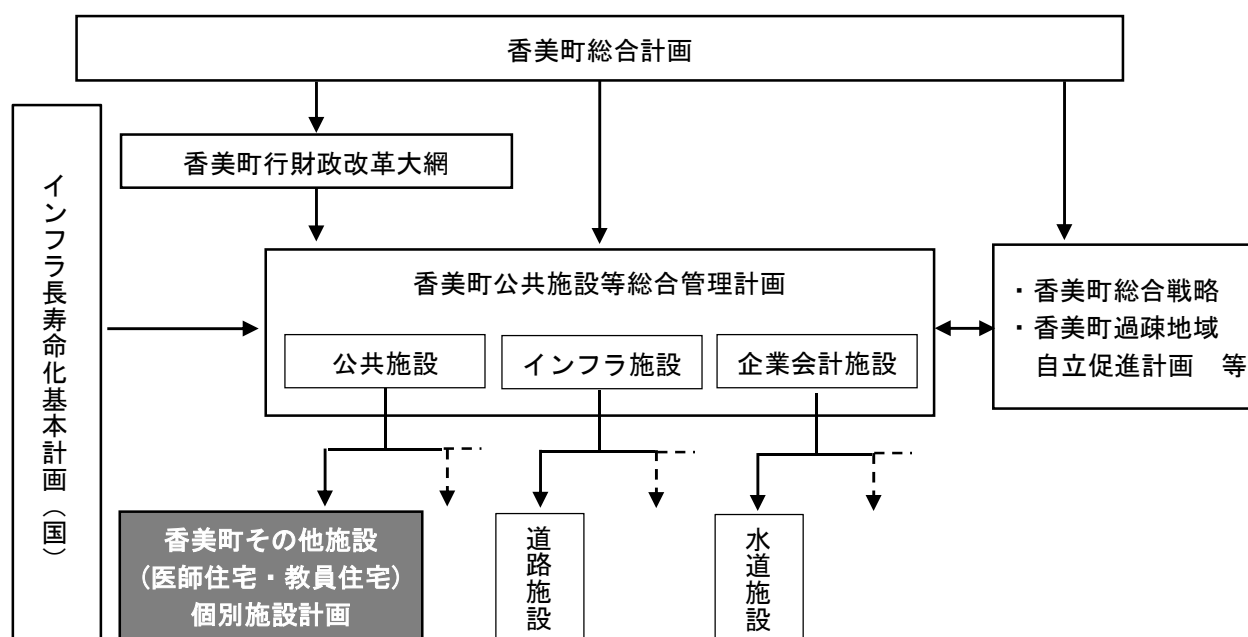 香美町総合計画
香美町行財政改革大綱
インフラ長寿命化基本計画（国）
香美町公共施設等総合管理計画
公共施設
インフラ施設
企業会計施設
・香美町総合戦略
・香美町過疎地域
自立促進計画　等
香美町その他施設
（医師住宅・教員住宅）
個別施設計画
道路施設
水道施設